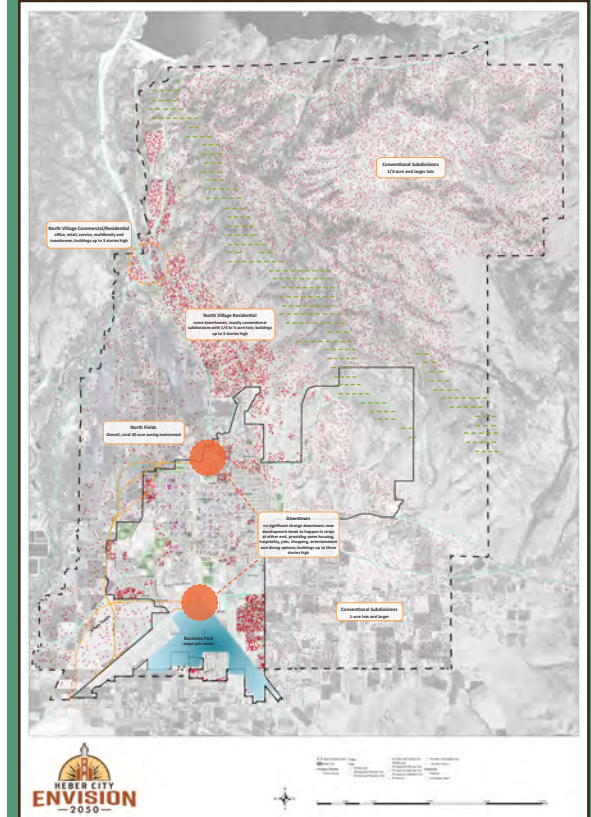 Conventional Subdivisions
1/2-acre and larger lots
North Village Commercial/Residential
office, retail, service, multifamily and
townhomes, buildings up to 3 stories high
North Village Residential
some townhomes, mostly conventional
subdivisions with 1/4 to ½-acre lots; buildings
up to 3 stories high
North Fields
Overall, rural 20-acre zoning maintained
Downtown
no significant change downtown; new
development tends to happen in strips
at either end, providing some housing,
hospitality, jobs, shopping, entertainment
and dining options; buildings up to three
stories high
Conventional Subdivisions
1-acre lots and larger
Business Park
major job center
HEBER CITY
ENVISION
2050